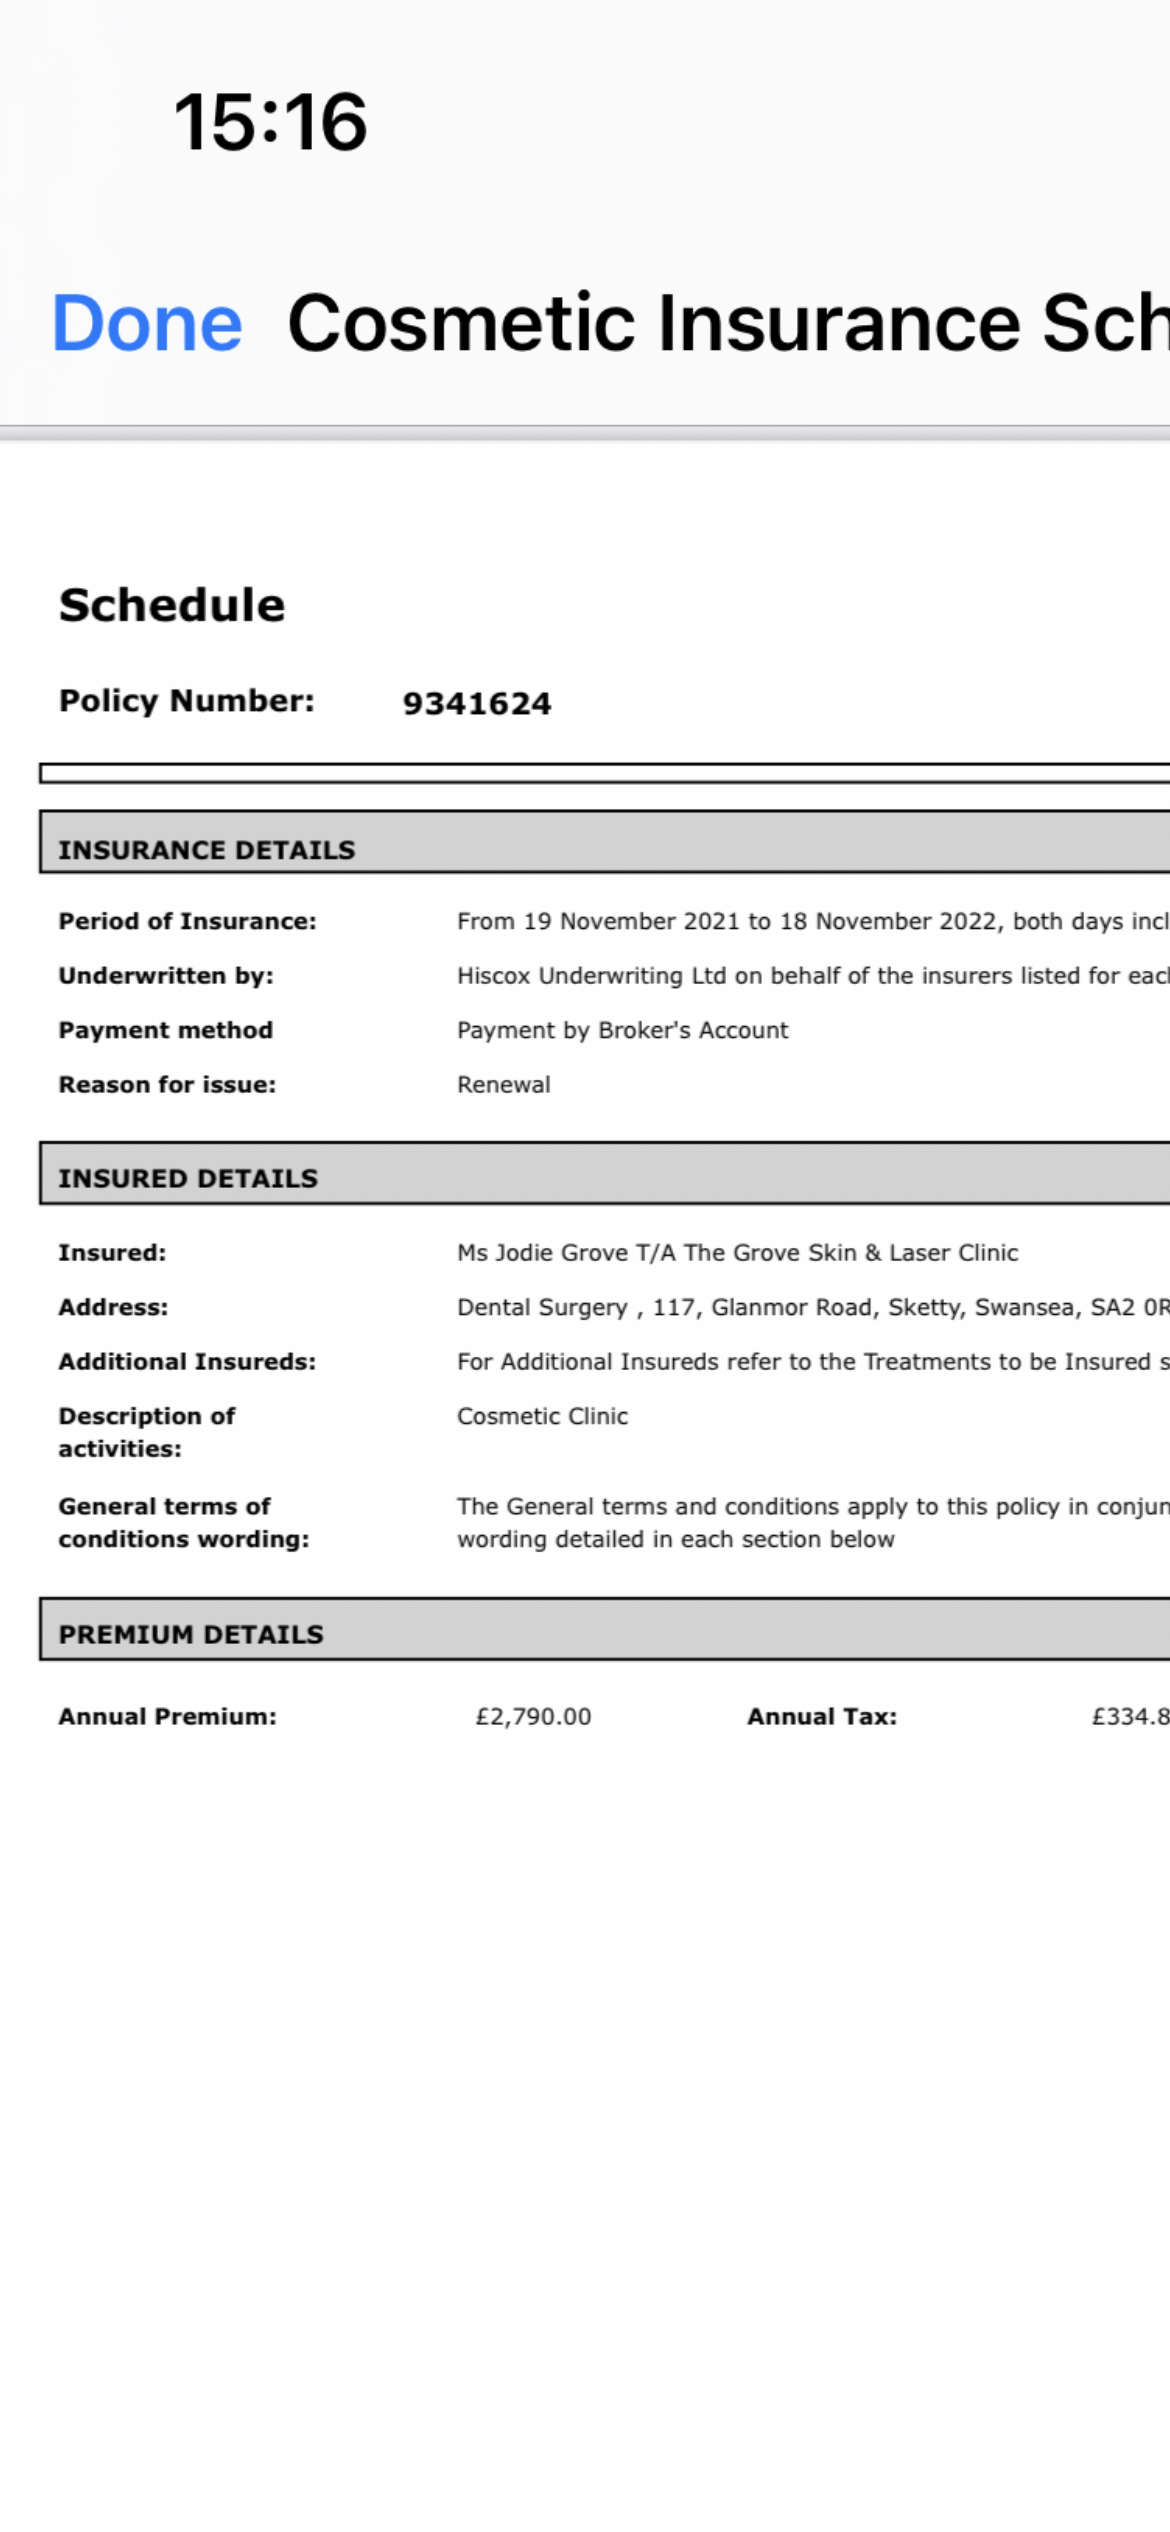 15:16
Done Cosmetic Insurance Sch
Schedule
Policy Number: 9341624
INSURANCE DETAILS
Period of Insurance: From 19 November 2021 to 18 November 2022, both days incl
Underwritten by: Hiscox Underwriting Ltd on behalf of the insurers listed for eac
Payment method Payment by Broker's Account
Reason for issue: Renewal
INSURED DETAILS
Insured: Ms Jodie Grove T/A The Grove Skin & Laser Clinic
Address: Dental Surgery , 117, Glanmor Road, Sketty, Swansea, SA2 0R
Additional Insureds: For Additional Insureds refer to the Treatments to be Insured s
Description of Cosmetic Clinic
activities:
General terms of The General terms and conditions apply to this policy in conjun
conditions wording: wording detailed in each section below
PREMIUM DETAILS
Annual Premium: £2,790.00 Annual Tax: £334.8